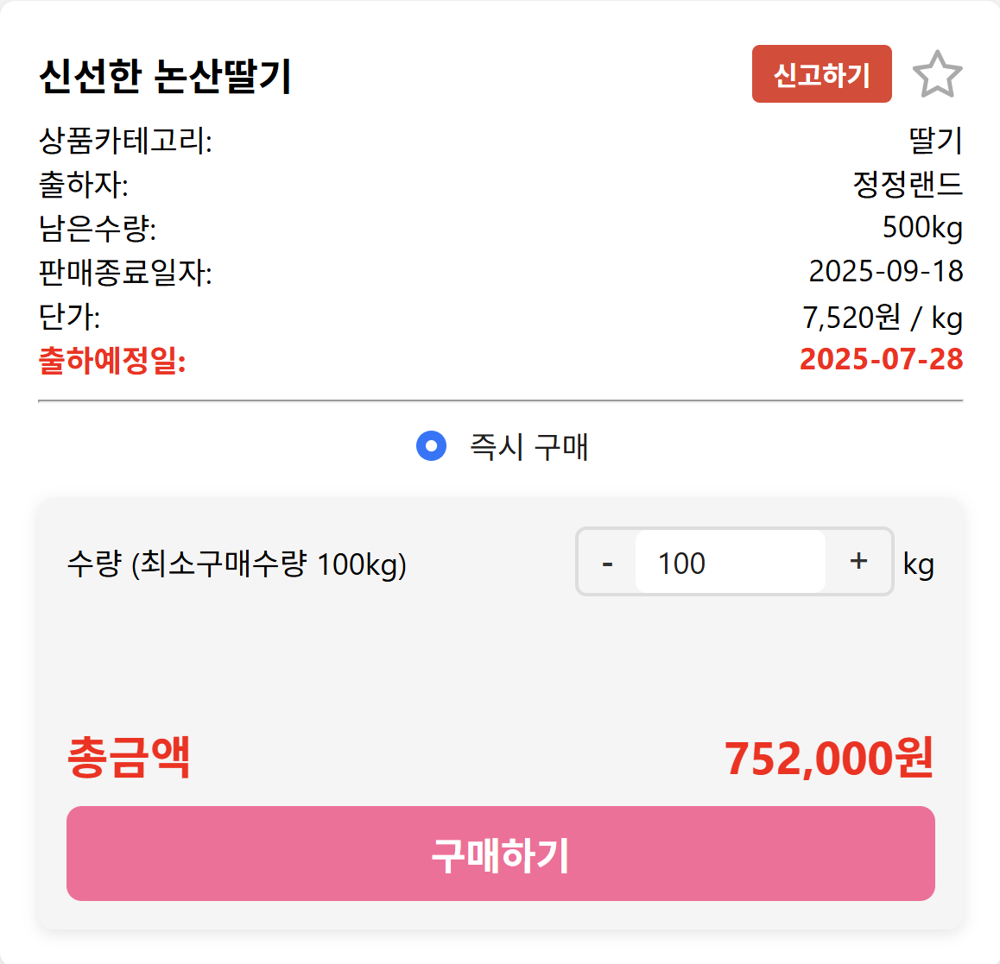 신선한 논산딸기 신고하기
상품카테고리: 딸기
출하자: 정정랜드
남은수량: 500kg
판매종료일자: 2025-09-18
단가: 7,520원 / kg
출하예정일: 2025-07-28
즉시 구매
수량 (최소구매수량 100kg) - 100 + kg
총금액 752,000원
구매하기